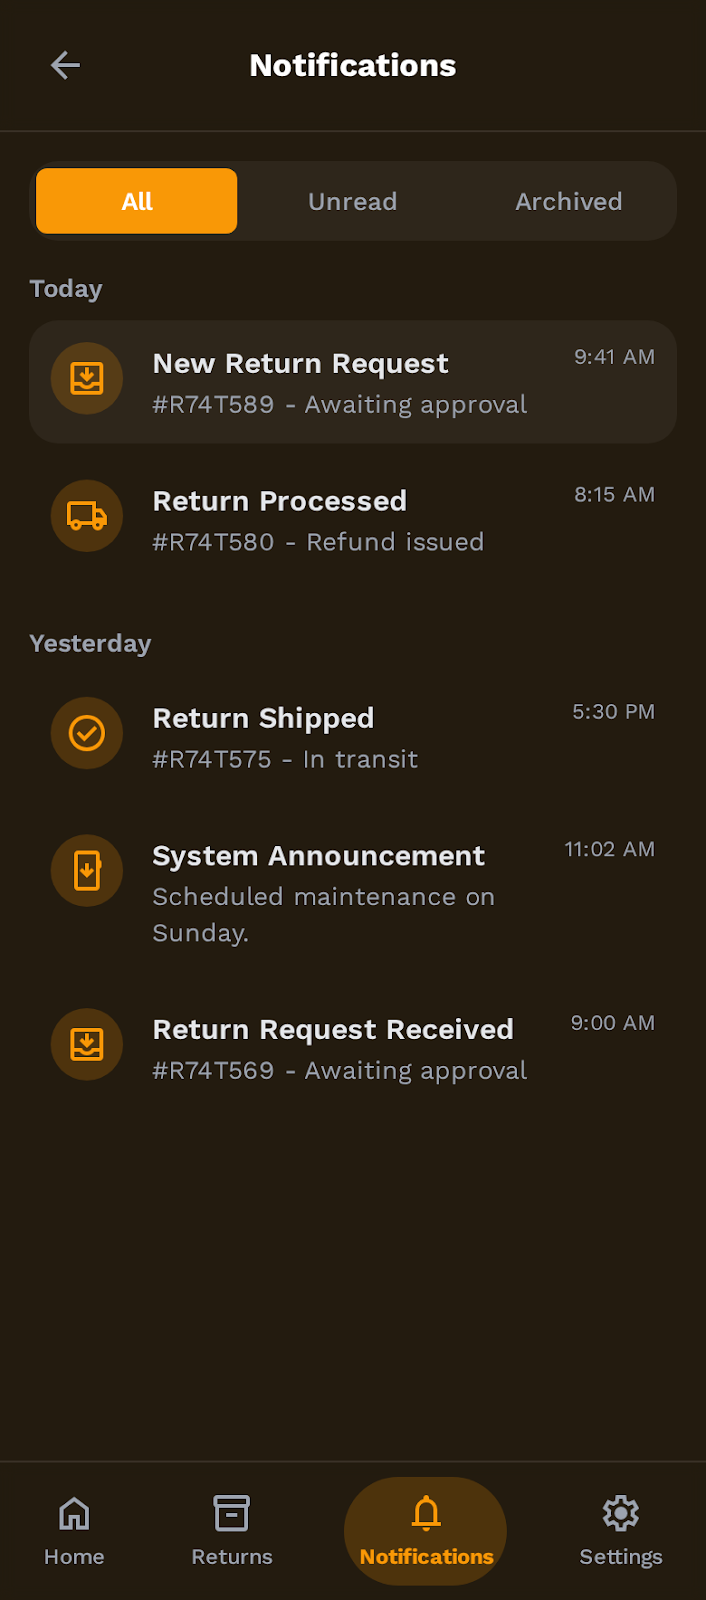 Notifications
All
Unread
Archived
Today
New Return Request
9:41 AM
#R74T589 - Awaiting approval
Return Processed
8:15 AM
#R74T580 - Refund issued
Yesterday
Return Shipped
5:30 PM
#R74T575 - In transit
System Announcement
11:02 AM
Scheduled maintenance on
Sunday.
Return Request Received
9:00 AM
#R74T569 - Awaiting approval
Home
Returns
Notifications
Settings